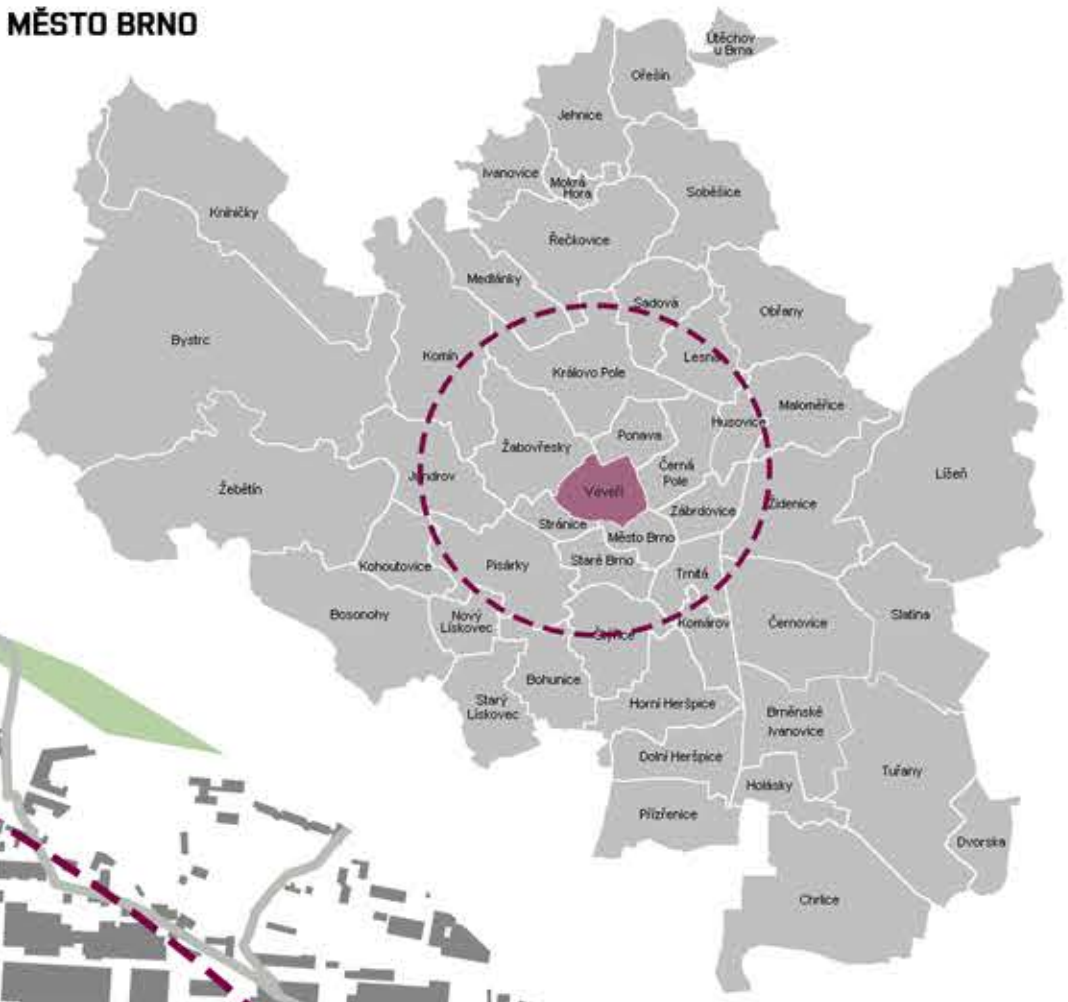 MĚSTO BRNO
Útěchov
u Brna
Ořešín
Jehnice
Ivanovice
Mokrá
Hora
Soběšice
Kníničky
Řečkovice
Medlánky
Sadová
Obřany
Bystrc
Komín
Lesná
Královo Pole
Maloměřice
Husovice
Ponava
Žabovřesky
Černá
Pole
Líšeň
Jundrov
Žebětín
Veveří
Židenice
Zábrdovice
Stránice
Město Brno
Staré Brno
Pisárky
Kohoutovice
Trnitá
Bosonohy
Nový
Lískovec
Štýřice
Komárov
Černovice
Slatina
Bohunice
Starý
Lískovec
Horní Heršpice
Brněnské
Ivanovice
Dolní Heršpice
Tuřany
Holásky
Přízřenice
Dvorska
Chrlice